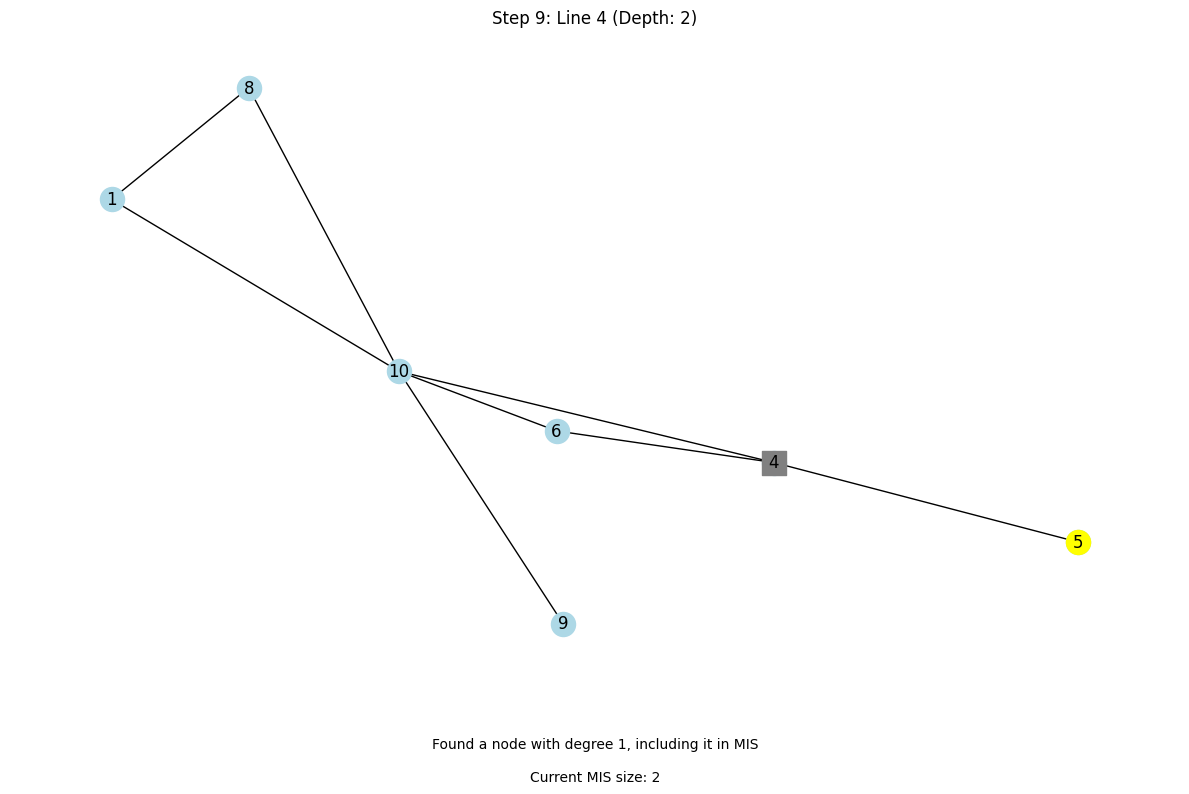 Step 9: Line 4 (Depth: 2)
8
1
10
6
4
5
9
Found a node with degree 1, including it in MIS
Current MIS size: 2